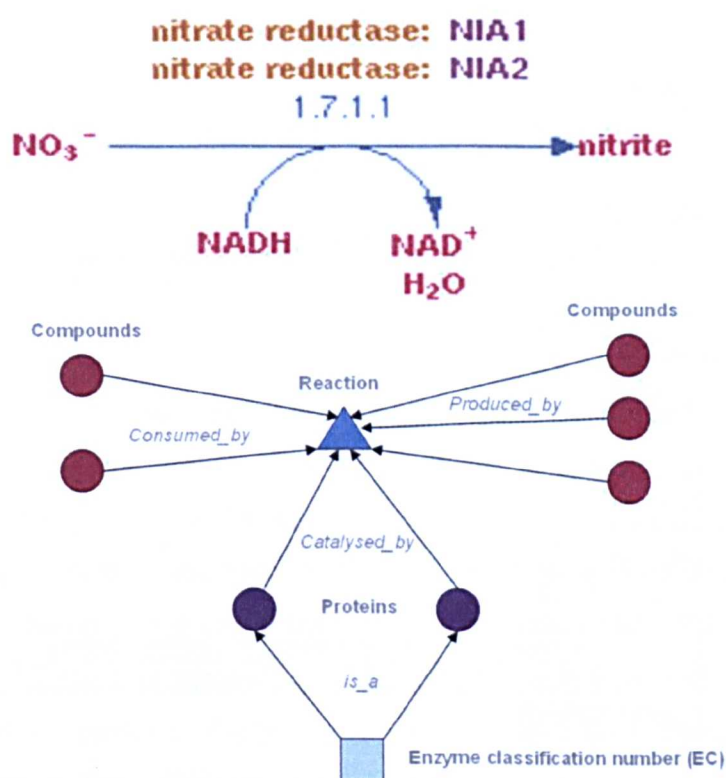 nitrate reductase: NIA1
nitrate reductase: NIA2
1.7.1.1
NO₃⁻ nitrite
NADH NAD⁺
H₂O
Compounds Compounds
Reaction
Produced_by
Consumed_by
Catalysed_by
Proteins
is_a
Enzyme classification number (EC)